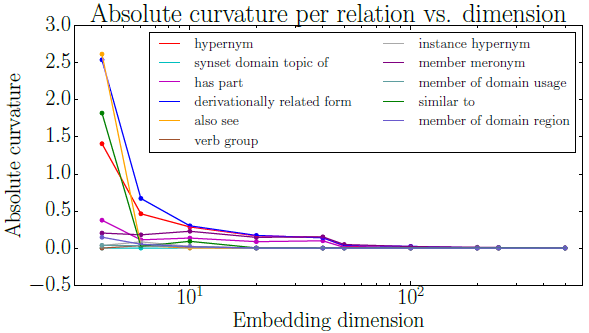 Absolute curvature per relation vs. dimension
3.0
2.5
2.0
1.5
1.0
0.5
0.0
−0.5
Absolute curvature
hypernym
synset domain topic of
has part
derivationally related form
also see
verb group
instance hypernym
member meronym
member of domain usage
similar to
member of domain region
10¹
10²
Embedding dimension